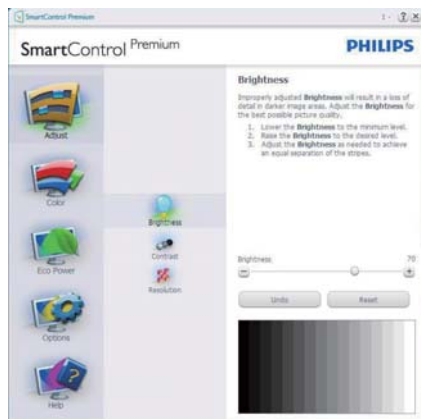 SmartControl Premium
SmartControl Premium
PHILIPS
Adjust
Color
Eco Power
Options
Help
Brightness
Contrast
Resolution
Brightness
Improperly adjusted Brightness will result in a loss of
detail in darker image areas. Adjust the Brightness for
the best possible picture quality.
1. Lower the Brightness to the minimum level.
2. Raise the Brightness to the desired level.
3. Adjust the Brightness as needed to achieve
an equal separation of the stripes.
Brightness
70
Undo
Reset